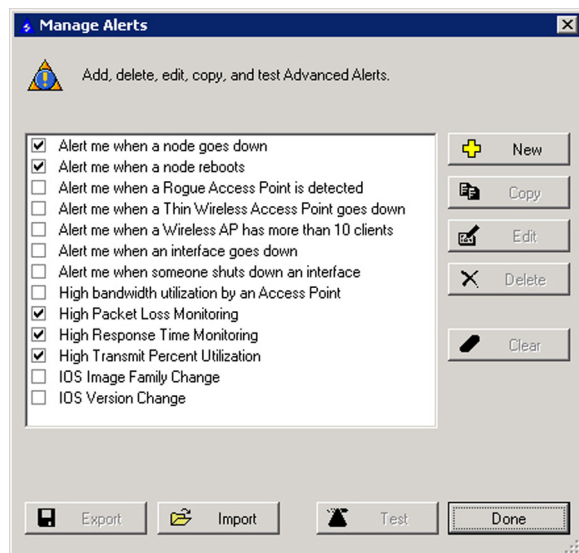 Manage Alerts
Add, delete, edit, copy, and test Advanced Alerts.
Alert me when a node goes down
Alert me when a node reboots
Alert me when a Rogue Access Point is detected
Alert me when a Thin Wireless Access Point goes down
Alert me when a Wireless AP has more than 10 clients
Alert me when an interface goes down
Alert me when someone shuts down an interface
High bandwidth utilization by an Access Point
High Packet Loss Monitoring
High Response Time Monitoring
High Transmit Percent Utilization
IOS Image Family Change
IOS Version Change
New
Copy
Edit
Delete
Clear
Export
Import
Test
Done